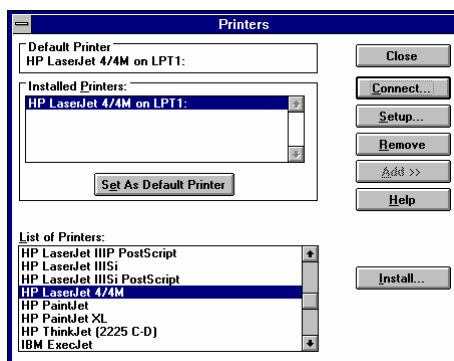 Printers
Default Printer
HP LaserJet 4/4M on LPT1:
Installed Printers:
HP LaserJet 4/4M on LPT1:
Set As Default Printer
Close
Connect...
Setup...
Remove
Add >>
Help
List of Printers:
HP LaserJet IIIP PostScript
HP LaserJet IIISi
HP LaserJet IIISi PostScript
HP LaserJet 4/4M
HP PaintJet
HP PaintJet XL
HP ThinkJet (2225 C-D)
IBM ExecJet
Install...